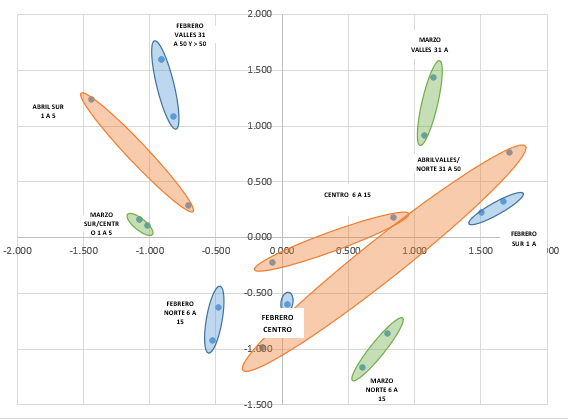 2.000
FEBRERO
VALLES 31
A 50 Y > 50
MARZO
VALLES 31 A
1.500
ABRIL SUR
1 A 5
1.000
ABRILVALLES/
NORTE 31 A 50
0.500
CENTRO 6 A 15
MARZO
SUR/CENTR
O 1 A 5
FEBRERO
SUR 1 A
0.000
-2.000 -1.500 -1.000 -0.500 0.000 0.500 1.000 1.500 00
-0.500
FEBRERO
NORTE 6 A
15
FEBRERO
CENTRO
-1.000
MARZO
NORTE 6 A
15
-1.500